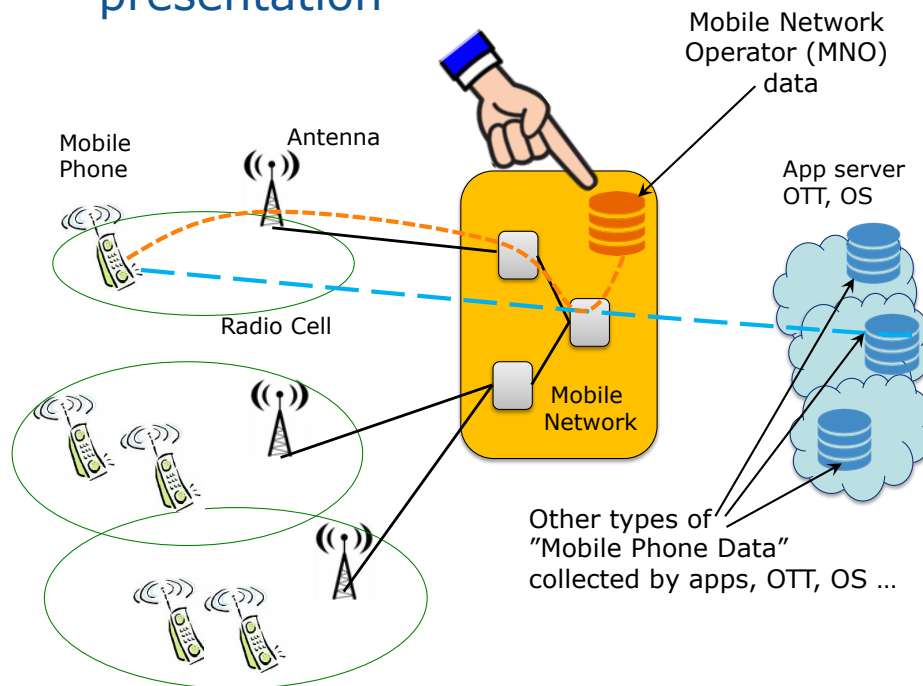 presentation
Mobile Network
Operator (MNO)
data
Antenna
Mobile
Phone
App server
OTT, OS
Radio Cell
Mobile
Network
Other types of
”Mobile Phone Data”
collected by apps, OTT, OS …